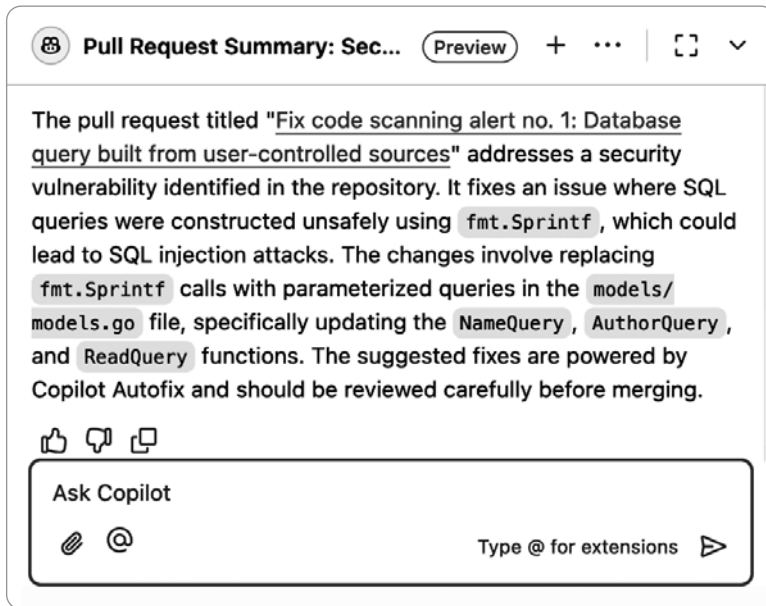 Pull Request Summary: Sec... Preview
The pull request titled "Fix code scanning alert no. 1: Database
query built from user-controlled sources" addresses a security
vulnerability identified in the repository. It fixes an issue where SQL
queries were constructed unsafely using fmt.Sprintf, which could
lead to SQL injection attacks. The changes involve replacing
fmt.Sprintf calls with parameterized queries in the models/
models.go file, specifically updating the NameQuery, AuthorQuery,
and ReadQuery functions. The suggested fixes are powered by
Copilot Autofix and should be reviewed carefully before merging.
Ask Copilot
Type @ for extensions